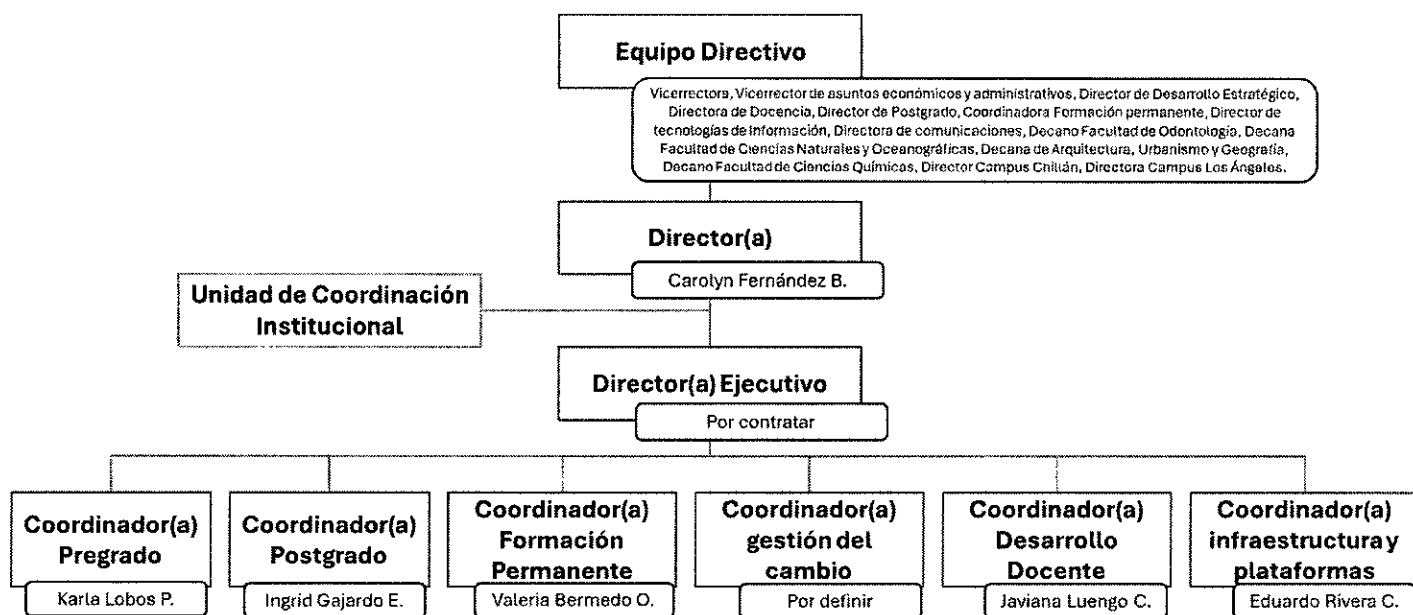 Equipo Directivo
Vicerrectora, Vicerrector de asuntos económicos y administrativos, Director de Desarrollo Estratégico,
Directora de Docencia, Director de Postgrado, Coordinadora Formación permanente, Director de
tecnologías de Información, Directora de comunicaciones, Decano Facultad de Odontología, Decana
Facultad de Ciencias Naturales y Oceanográficas, Decana de Arquitectura, Urbanismo y Geografía,
Decano Facultad de Ciencias Químicas, Director Campus Chillán, Directora Campus Los Ángeles.
Director(a)
Carolyn Fernández B.
Unidad de Coordinación
Institucional
Director(a) Ejecutivo
Por contratar
Coordinador(a)
Pregrado
Karla Lobos P.
Coordinador(a)
Postgrado
Ingrid Gajardo E.
Coordinador(a)
Formación
Permanente
Valeria Bermedo O.
Coordinador(a)
gestión del
cambio
Por definir
Coordinador(a)
Desarrollo
Docente
Javiana Luengo C.
Coordinador(a)
infraestructura y
plataformas
Eduardo Rivera C.